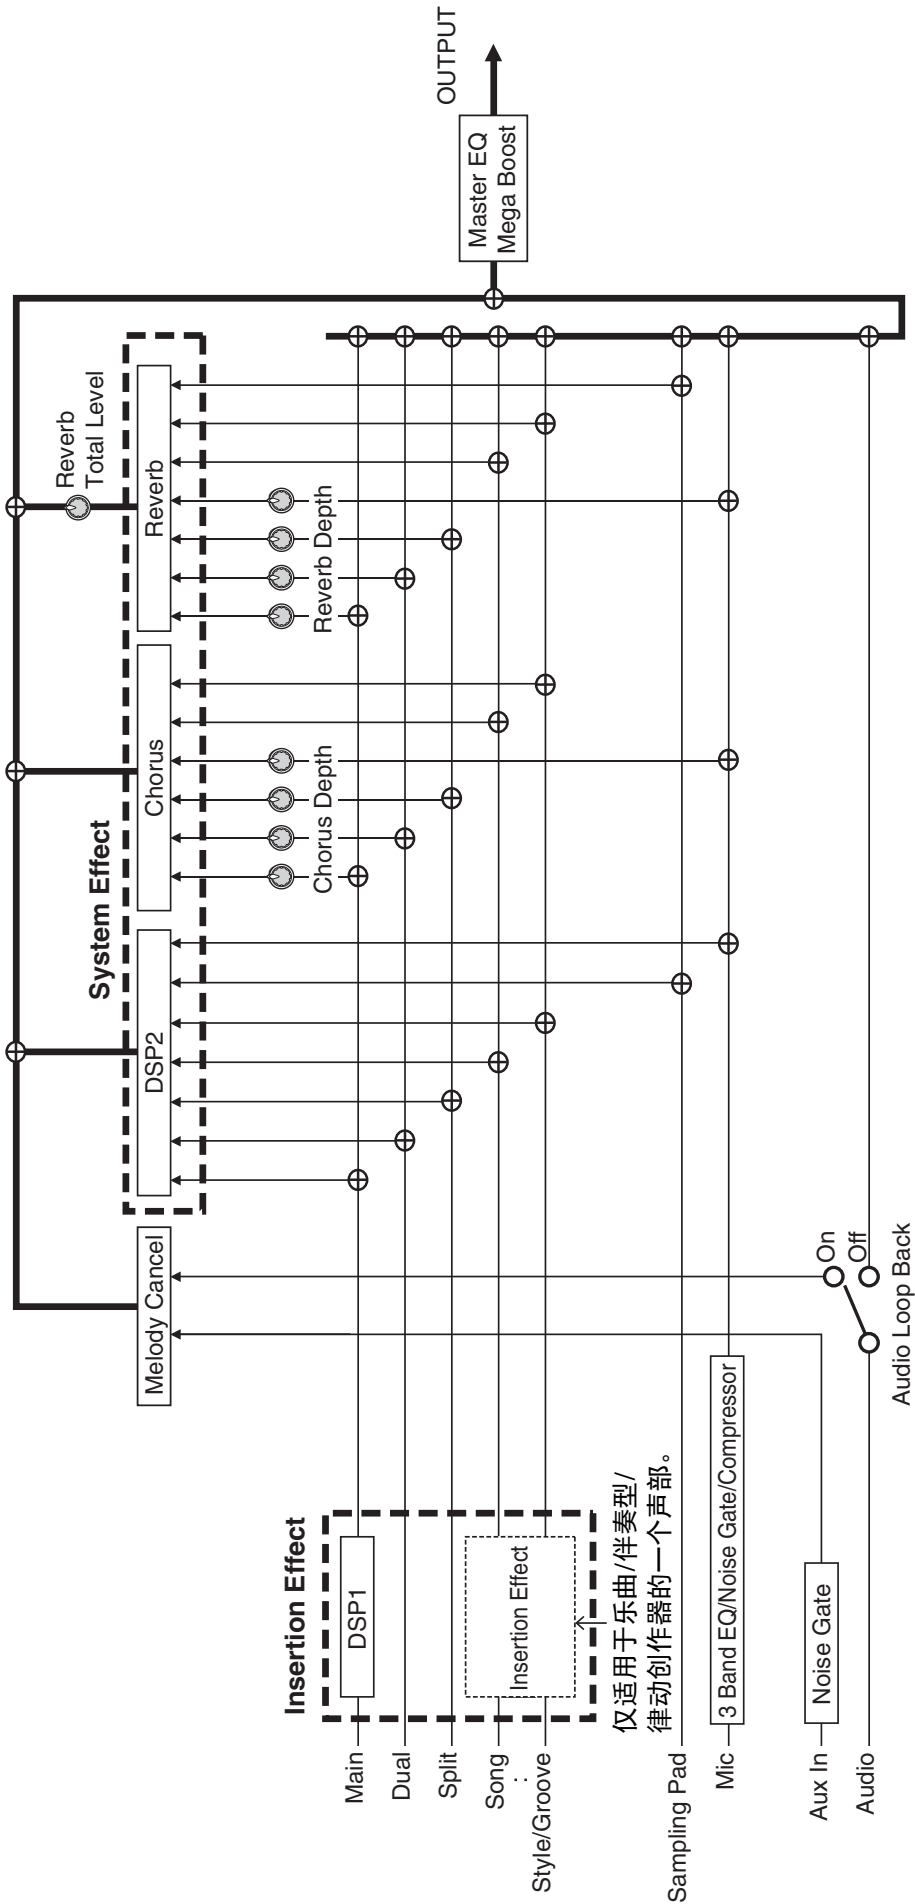 System Effect
Reverb
Total Level
Melody Cancel
DSP2
Chorus
Reverb
Chorus Depth
Reverb Depth
OUTPUT
Master EQ
Mega Boost
Insertion Effect
DSP1
Insertion Effect
Main
Dual
Split
Song
:
Style/Groove
仅适用于乐曲/伴奏型/
律动创作器的一个声部。
Sampling Pad
Mic
3 Band EQ/Noise Gate/Compressor
Aux In
Noise Gate
Audio
On
Off
Audio Loop Back